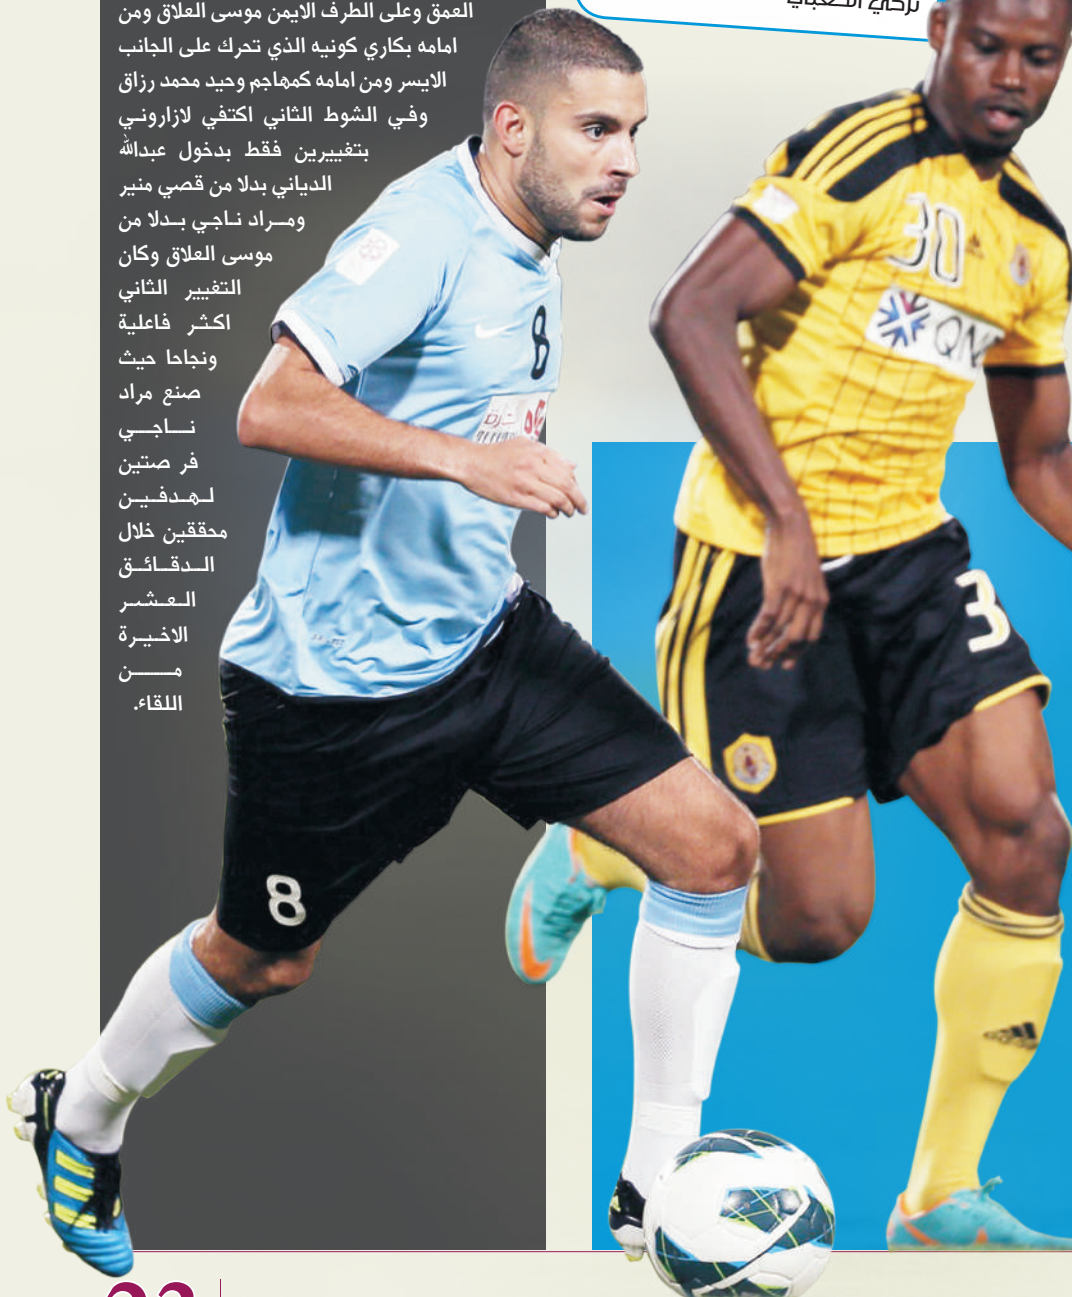 العمق وعلى الطرف الايمن موسى العلاق ومن
امامه بكاري كونيه الذي تحرك على الجانب
الايسر ومن امامه كمهاجم وحيد محمد رزاق
وفي الشوط الثاني اكتفي لازاروني
بتغييرين فقط بدخول عبدالله
الدياني بدلا من قصي منير
ومراد ناجي بدلا من
موسى العلاق وكان
التغيير الثاني
اكثر فاعلية
ونجاحا حيث
صنع مراد
ناجي
فر صتين
لهدفين
محققين خلال
الدقائق
العشر
الاخيرة
من
اللقاء.
8
30
QN
8
3